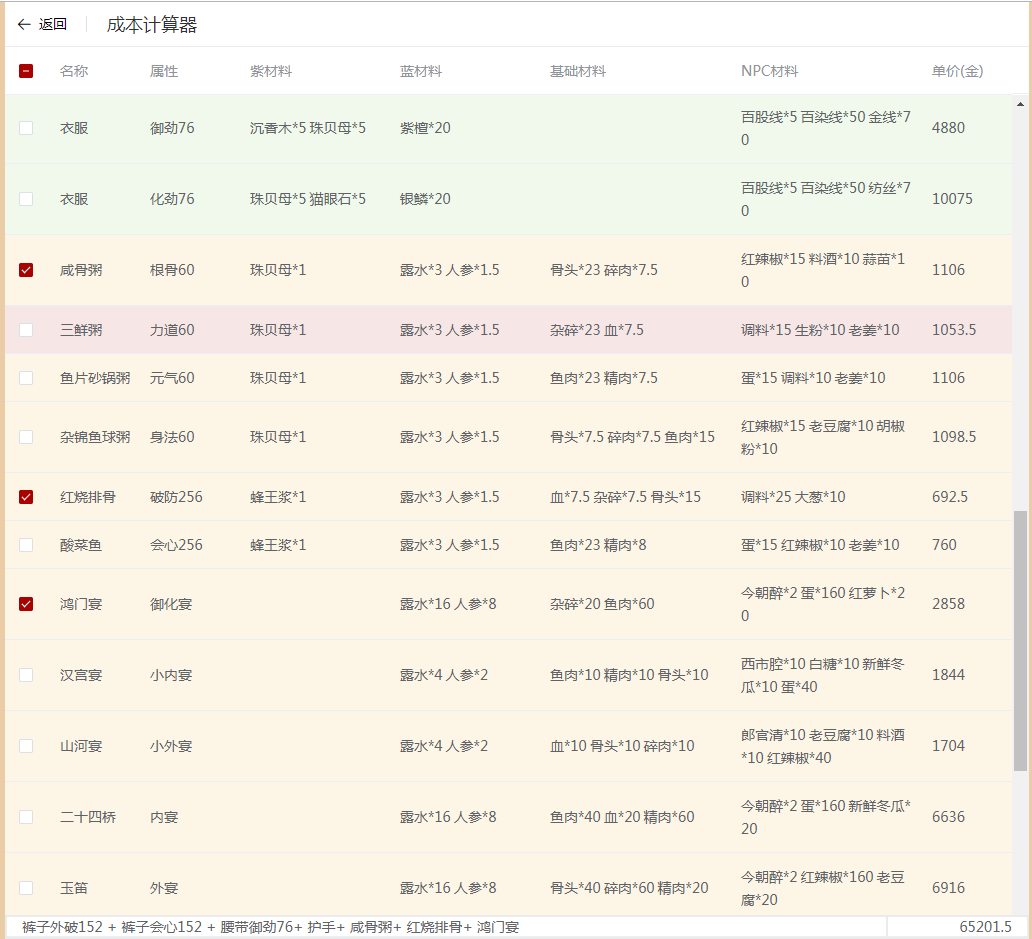 返回 成本计算器
名称 属性 紫材料 蓝材料 基础材料 NPC材料 单价(金)
衣服 御劲76 沉香木*5 珠贝母*5 紫檀*20 百股线*5 百染线*50 金线*7
0 4880
衣服 化劲76 珠贝母*5 猫眼石*5 银鳞*20 百股线*5 百染线*50 纺丝*7
0 10075
咸骨粥 根骨60 珠贝母*1 露水*3 人参*1.5 骨头*23 碎肉*7.5 红辣椒*15 料酒*10 蒜苗*1
0 1106
三鲜粥 力道60 珠贝母*1 露水*3 人参*1.5 杂碎*23 血*7.5 调料*15 生粉*10 老姜*10 1053.5
鱼片砂锅粥 元气60 珠贝母*1 露水*3 人参*1.5 鱼肉*23 精肉*7.5 蛋*15 调料*10 老姜*10 1106
杂锦鱼球粥 身法60 珠贝母*1 露水*3 人参*1.5 骨头*7.5 碎肉*7.5 鱼肉*15 红辣椒*15 老豆腐*10 胡椒
粉*10 1098.5
红烧排骨 破防256 蜂王浆*1 露水*3 人参*1.5 血*7.5 杂碎*7.5 骨头*15 调料*25 大葱*10 692.5
酸菜鱼 会心256 蜂王浆*1 露水*3 人参*1.5 鱼肉*23 精肉*8 蛋*15 红辣椒*10 老姜*10 760
鸿门宴 御化宴 露水*16 人参*8 杂碎*20 鱼肉*60 今朝醉*2 蛋*160 红萝卜*2
0 2858
汉宫宴 小内宴 露水*4 人参*2 鱼肉*10 精肉*10 骨头*10 西市腔*10 白糖*10 新鲜冬
瓜*10 蛋*40 1844
山河宴 小外宴 露水*4 人参*2 血*10 骨头*10 碎肉*10 郎官清*10 老豆腐*10 料酒
*10 红辣椒*40 1704
二十四桥 内宴 露水*16 人参*8 鱼肉*40 血*20 精肉*60 今朝醉*2 蛋*160 新鲜冬瓜*
20 6636
玉笛 外宴 露水*16 人参*8 骨头*40 碎肉*60 精肉*20 今朝醉*2 红辣椒*160 老豆
腐*20 6916
裤子外破152 + 裤子会心152 + 腰带御劲76+ 护手+ 咸骨粥+ 红烧排骨+ 鸿门宴 65201.5